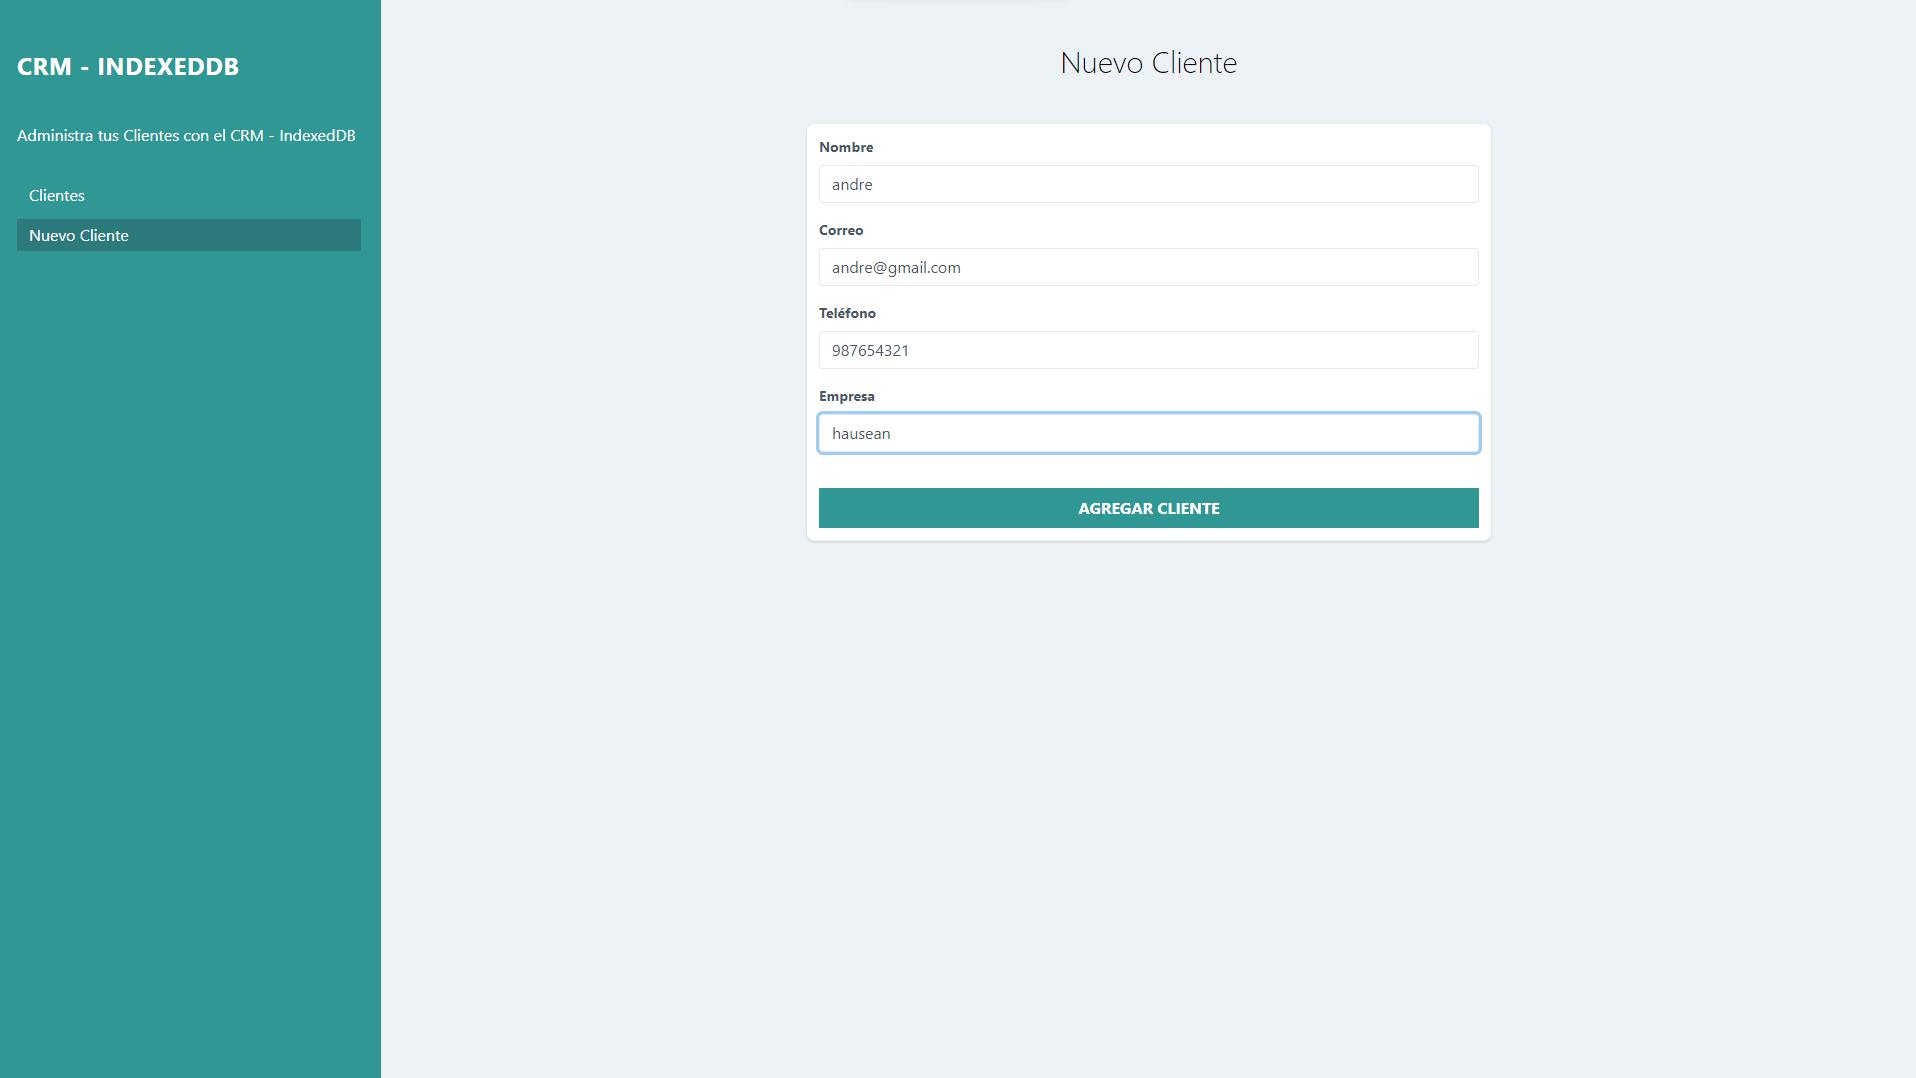 CRM - INDEXEDDB
Administra tus Clientes con el CRM - IndexedDB
Clientes
Nuevo Cliente
Nuevo Cliente
Nombre
andre
Correo
andre@gmail.com
Teléfono
987654321
Empresa
hausean
AGREGAR CLIENTE